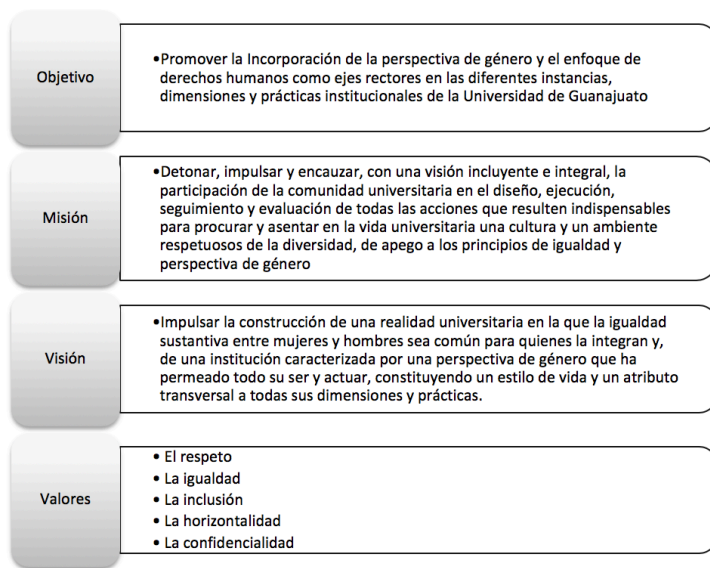 Objetivo
•Promover la Incorporación de la perspectiva de género y el enfoque de
derechos humanos como ejes rectores en las diferentes instancias,
dimensiones y prácticas institucionales de la Universidad de Guanajuato
Misión
•Detonar, impulsar y encauzar, con una visión incluyente e integral, la
participación de la comunidad universitaria en el diseño, ejecución,
seguimiento y evaluación de todas las acciones que resulten indispensables
para procurar y asentar en la vida universitaria una cultura y un ambiente
respetuosos de la diversidad, de apego a los principios de igualdad y
perspectiva de género
Visión
•Impulsar la construcción de una realidad universitaria en la que la igualdad
sustantiva entre mujeres y hombres sea común para quienes la integran y,
de una institución caracterizada por una perspectiva de género que ha
permeado todo su ser y actuar, constituyendo un estilo de vida y un atributo
transversal a todas sus dimensiones y prácticas.
Valores
• El respeto
• La igualdad
• La inclusión
• La horizontalidad
• La confidencialidad